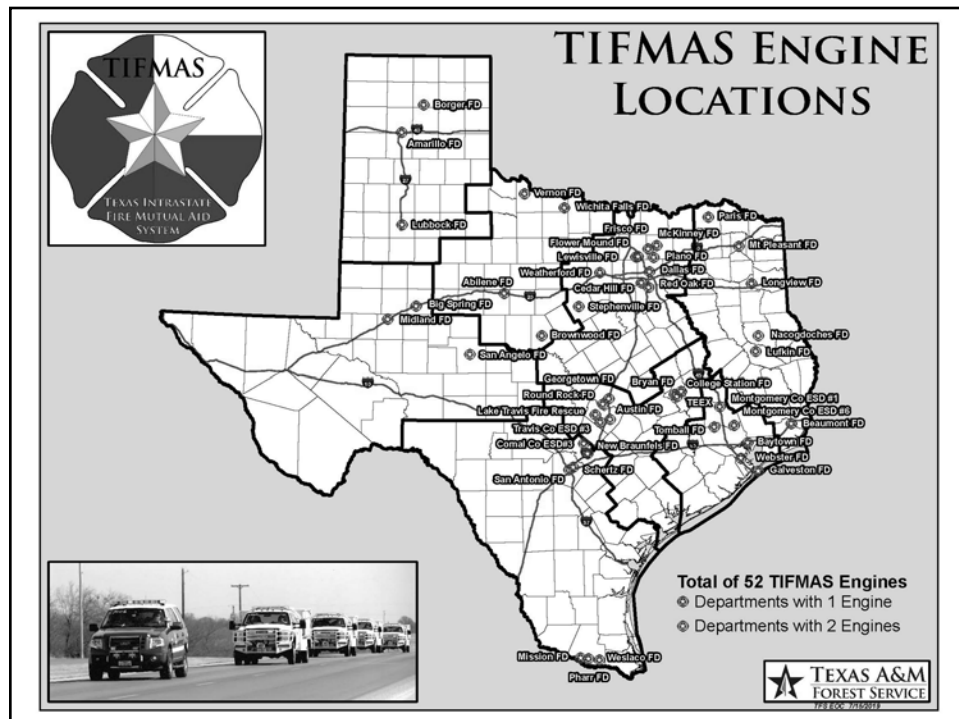 TIFMAS ENGINE
LOCATIONS
TIFMAS
TEXAS INTRASTATE
FIRE MUTUAL AID
SYSTEM
Borger FD
Amarillo FD
Lubbock FD
Vernon FD
Wichita Falls FD
Paris FD
Frisco FD
McKinney FD
Flower Mound FD
Mt Pleasant FD
Lewisville FD
Plano FD
Weatherford FD
Dallas FD
Abilene FD
Cedar Hill FD
Red Oak FD
Longview FD
Big Spring FD
Stephenville FD
Midland FD
Brownwood FD
Nacogdoches FD
San Angelo FD
Lufkin FD
Georgetown FD
Bryan FD
College Station FD
Round Rock FD
TEEX
Montgomery Co ESD #1
Lake Travis Fire Rescue
Austin FD
Montgomery Co ESD #6
Travis Co ESD #3
Tomball FD
Beaumont FD
Comal Co ESD#3
New Braunfels FD
Baytown FD
Webster FD
San Antonio FD
Schertz FD
Galveston FD
Mission FD
Weslaco FD
Pharr FD
Total of 52 TIFMAS Engines
Departments with 1 Engine
Departments with 2 Engines
TEXAS A&M
FOREST SERVICE
TFS EOC 7/15/2019